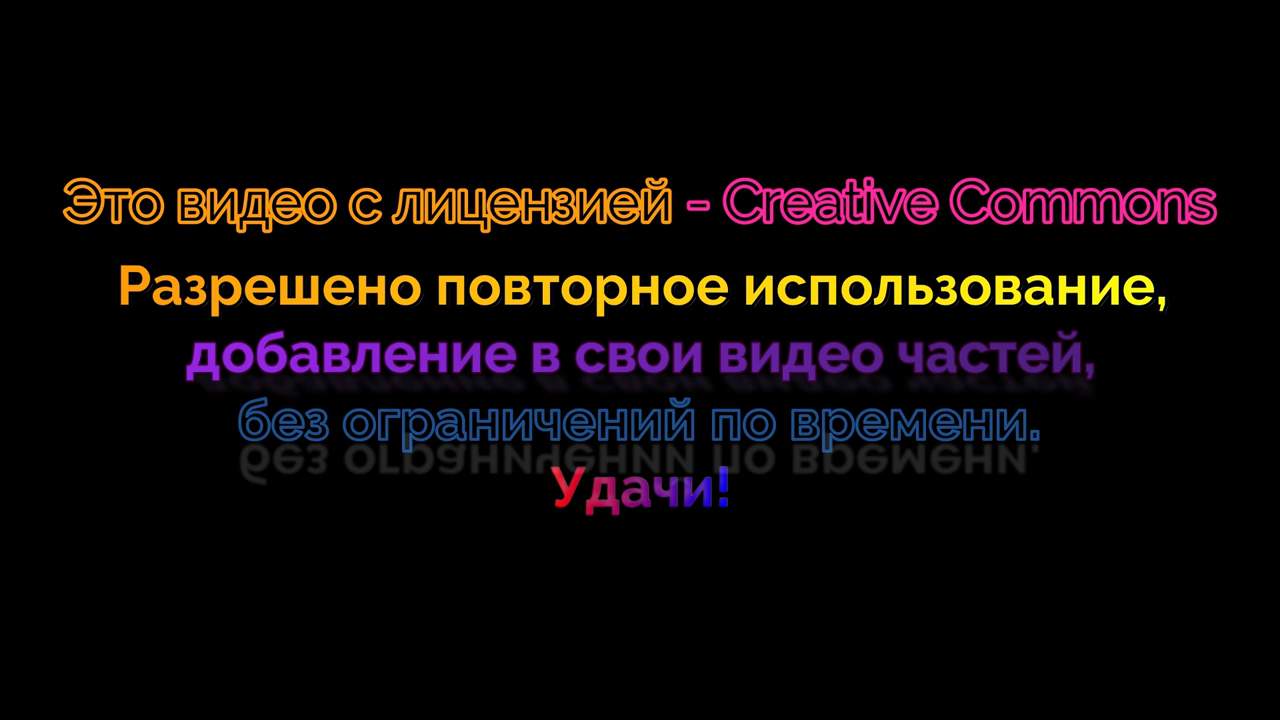 Это видео с лицензией - Creative Commons
Разрешено повторное использование,
добавление в свои видео частей,
без ограничений по времени.
Удачи!